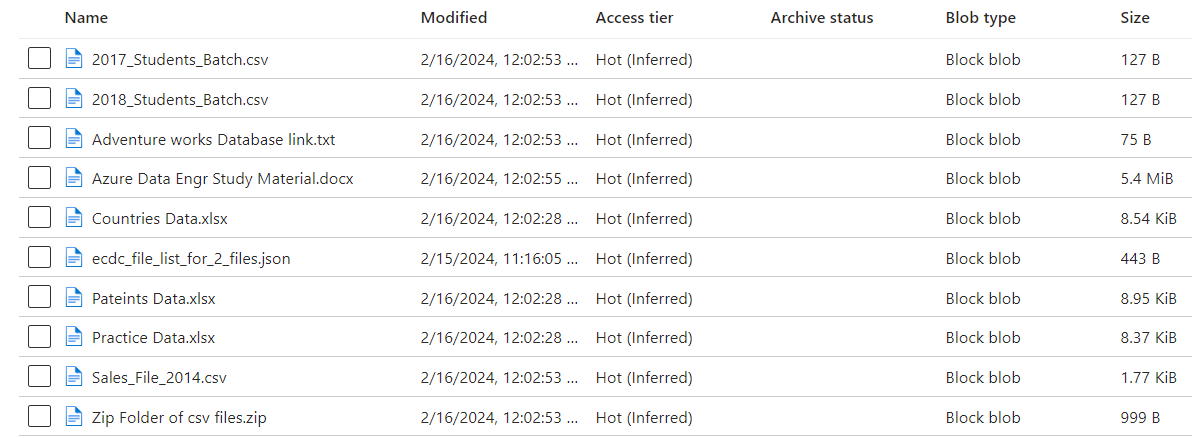 Name Modified Access tier Archive status Blob type Size
2017_Students_Batch.csv 2/16/2024, 12:02:53 ... Hot (Inferred) Block blob 127 B
2018_Students_Batch.csv 2/16/2024, 12:02:53 ... Hot (Inferred) Block blob 127 B
Adventure works Database link.txt 2/16/2024, 12:02:53 ... Hot (Inferred) Block blob 75 B
Azure Data Engr Study Material.docx 2/16/2024, 12:02:55 ... Hot (Inferred) Block blob 5.4 MiB
Countries Data.xlsx 2/16/2024, 12:02:28 ... Hot (Inferred) Block blob 8.54 KiB
ecdc_file_list_for_2_files.json 2/15/2024, 11:16:05 ... Hot (Inferred) Block blob 443 B
Pateints Data.xlsx 2/16/2024, 12:02:28 ... Hot (Inferred) Block blob 8.95 KiB
Practice Data.xlsx 2/16/2024, 12:02:28 ... Hot (Inferred) Block blob 8.37 KiB
Sales_File_2014.csv 2/16/2024, 12:02:53 ... Hot (Inferred) Block blob 1.77 KiB
Zip Folder of csv files.zip 2/16/2024, 12:02:53 ... Hot (Inferred) Block blob 999 B